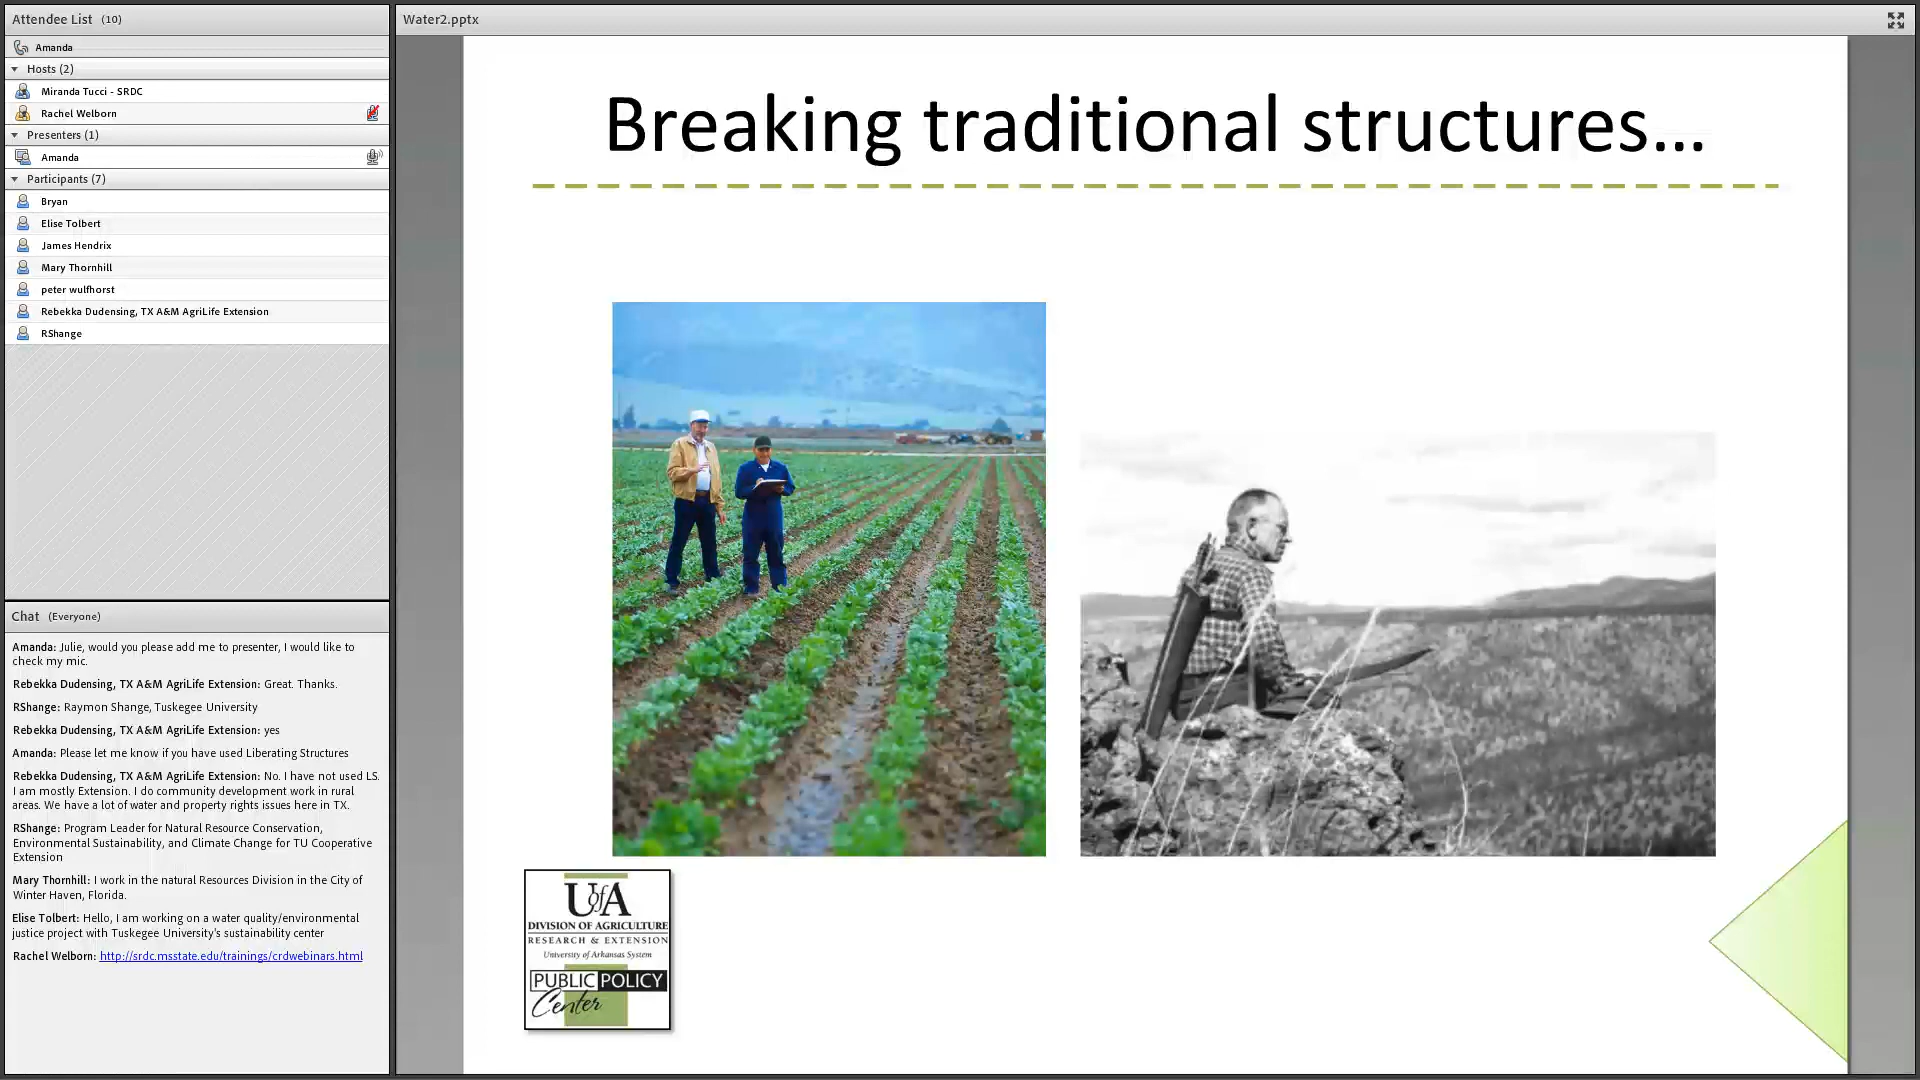 Attendee List (10)
Amanda
Hosts (2)
Miranda Tucci - SRDC
Rachel Welborn
Presenters (1)
Amanda
Participants (7)
Bryan
Elise Tolbert
James Hendrix
Mary Thornhill
peter wulfhorst
Rebekka Dudensing, TX A&M AgriLife Extension
RShange
Chat (Everyone)
Amanda: Julie, would you please add me to presenter, I would like to
check my mic.
Rebekka Dudensing, TX A&M AgriLife Extension: Great. Thanks.
RShange: Raymon Shange, Tuskegee University
Rebekka Dudensing, TX A&M AgriLife Extension: yes
Amanda: Please let me know if you have used Liberating Structures
Rebekka Dudensing, TX A&M AgriLife Extension: No. I have not used LS.
I am mostly Extension. I do community development work in rural
areas. We have a lot of water and property rights issues here in TX.
RShange: Program Leader for Natural Resource Conservation,
Environmental Sustainability, and Climate Change for TU Cooperative
Extension
Mary Thornhill: I work in the natural Resources Division in the City of
Winter Haven, Florida.
Elise Tolbert: Hello, I am working on a water quality/environmental
justice project with Tuskegee University's sustainability center
Rachel Welborn: http://srdc.msstate.edu/trainings/crdwebinars.html
Water2.pptx
Breaking traditional structures...
UofA
DIVISION OF AGRICULTURE
RESEARCH & EXTENSION
University of Arkansas System
PUBLIC POLICY
Center